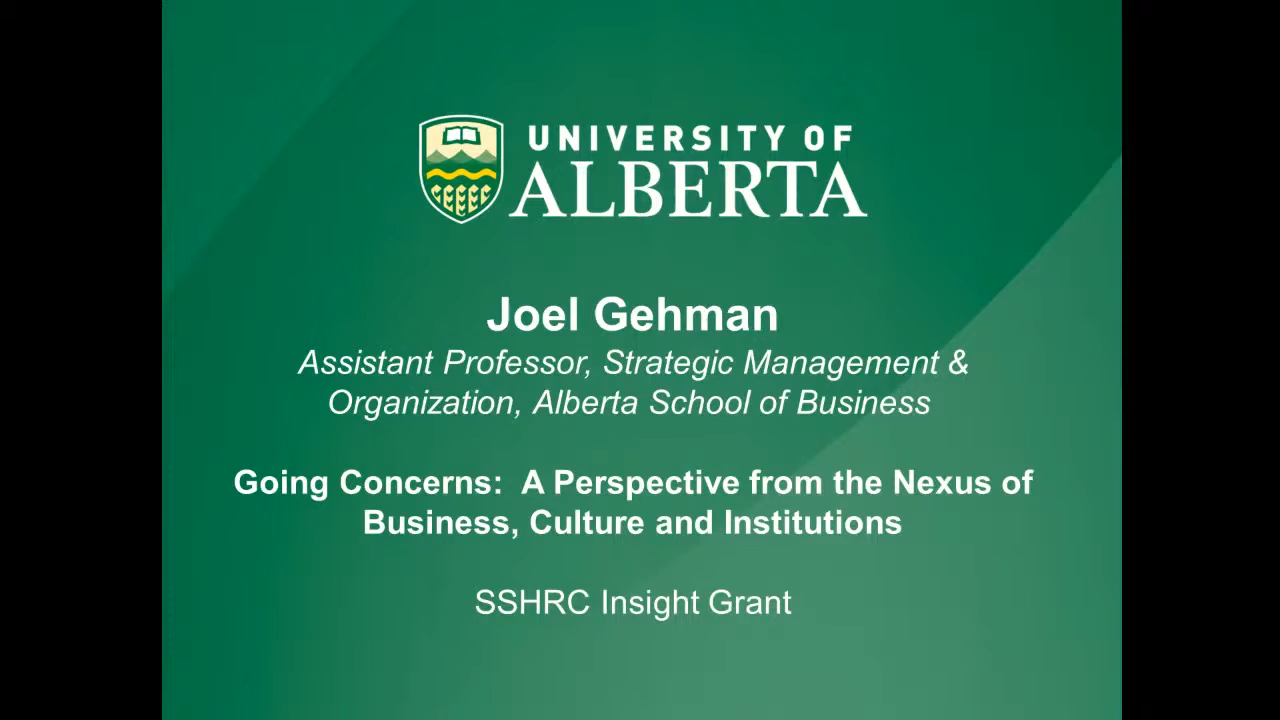 UNIVERSITY OF
ALBERTA
Joel Gehman
Assistant Professor, Strategic Management &
Organization, Alberta School of Business
Going Concerns:  A Perspective from the Nexus of
Business, Culture and Institutions
SSHRC Insight Grant